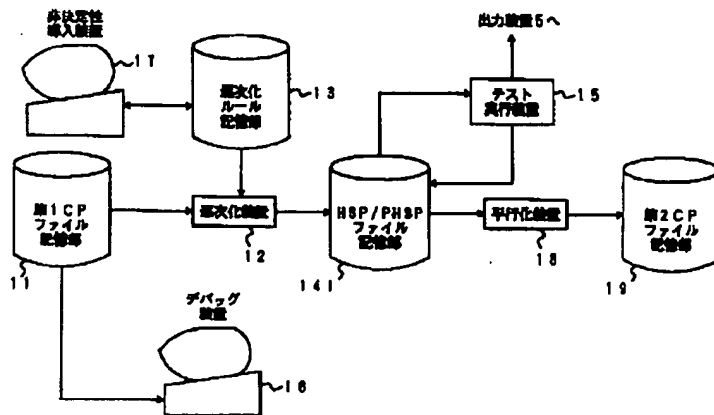 非決定性
導入装置
17
逐次化
ルール
記憶部
13
出力装置5へ
テスト
実行装置
15
第1CP
ファイル
記憶部
11
逐次化装置
12
HSP/PHSP
ファイル
記憶部
141
平行化装置
18
第2CP
ファイル
記憶部
19
デバッグ
装置
16